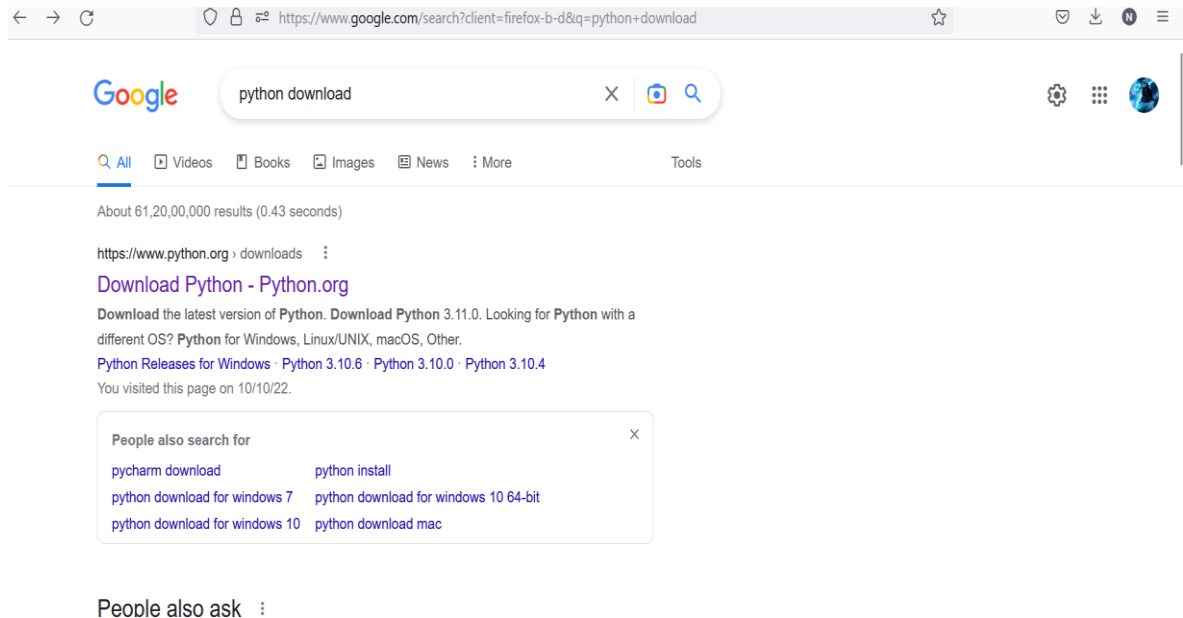 https://www.google.com/search?client=firefox-b-d&q=python+download
N
Google
python download
All Videos Books Images News More Tools
About 61,20,00,000 results (0.43 seconds)
https://www.python.org › downloads
Download Python - Python.org
Download the latest version of Python. Download Python 3.11.0. Looking for Python with a
different OS? Python for Windows, Linux/UNIX, macOS, Other.
Python Releases for Windows · Python 3.10.6 · Python 3.10.0 · Python 3.10.4
You visited this page on 10/10/22.
People also search for
pycharm download python install
python download for windows 7 python download for windows 10 64-bit
python download for windows 10 python download mac
People also ask